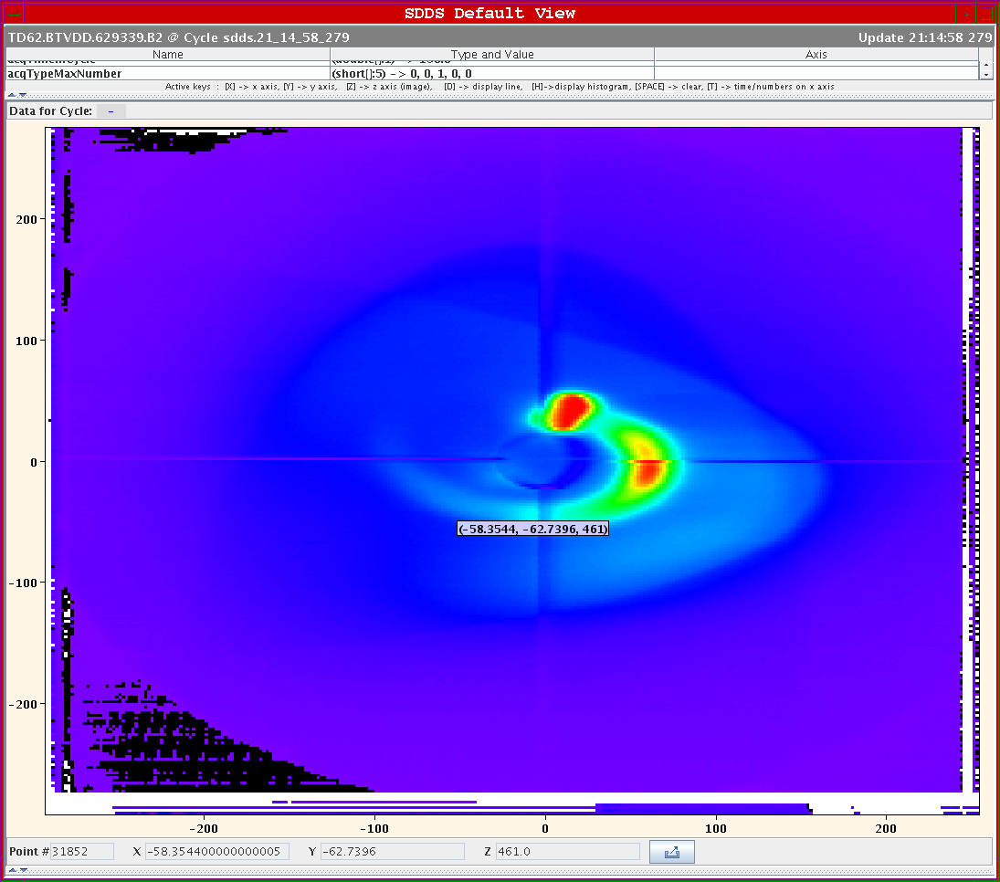 SDDS Default View
TD62.BTVDD.629339.B2 @ Cycle sdds.21_14_58_279 Update 21:14:58 279
Name Type and Value Axis
acqTypeMaxNumber (short[]:5) -> 0, 0, 1, 0, 0
Active keys : [X] -> x axis, [Y] -> y axis, [Z] -> z axis (image), [D] -> display line, [H]->display histogram, [SPACE] -> clear, [T] -> time/numbers on x axis
Data for Cycle: -
200
100
0
-100
-200
(-58.3544, -62.7396, 461)
-200 -100 0 100 200
Point # 31852 X -58.354400000000005 Y -62.7396 Z 461.0